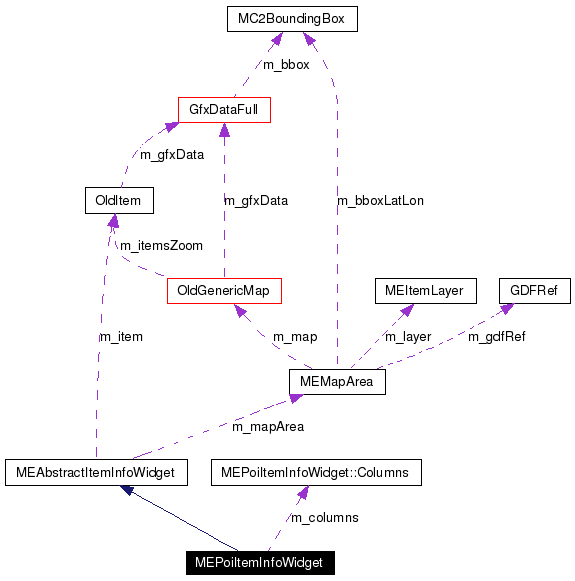 MC2BoundingBox
m_bbox
GfxDataFull
m_gfxData
OldItem
m_gfxData
m_bboxLatLon
m_itemsZoom
OldGenericMap
MEItemLayer
GDFRef
m_item
m_map
m_layer
m_gdfRef
MEMapArea
m_mapArea
MEAbstractItemInfoWidget
MEPoiItemInfoWidget::Columns
m_columns
MEPoiItemInfoWidget